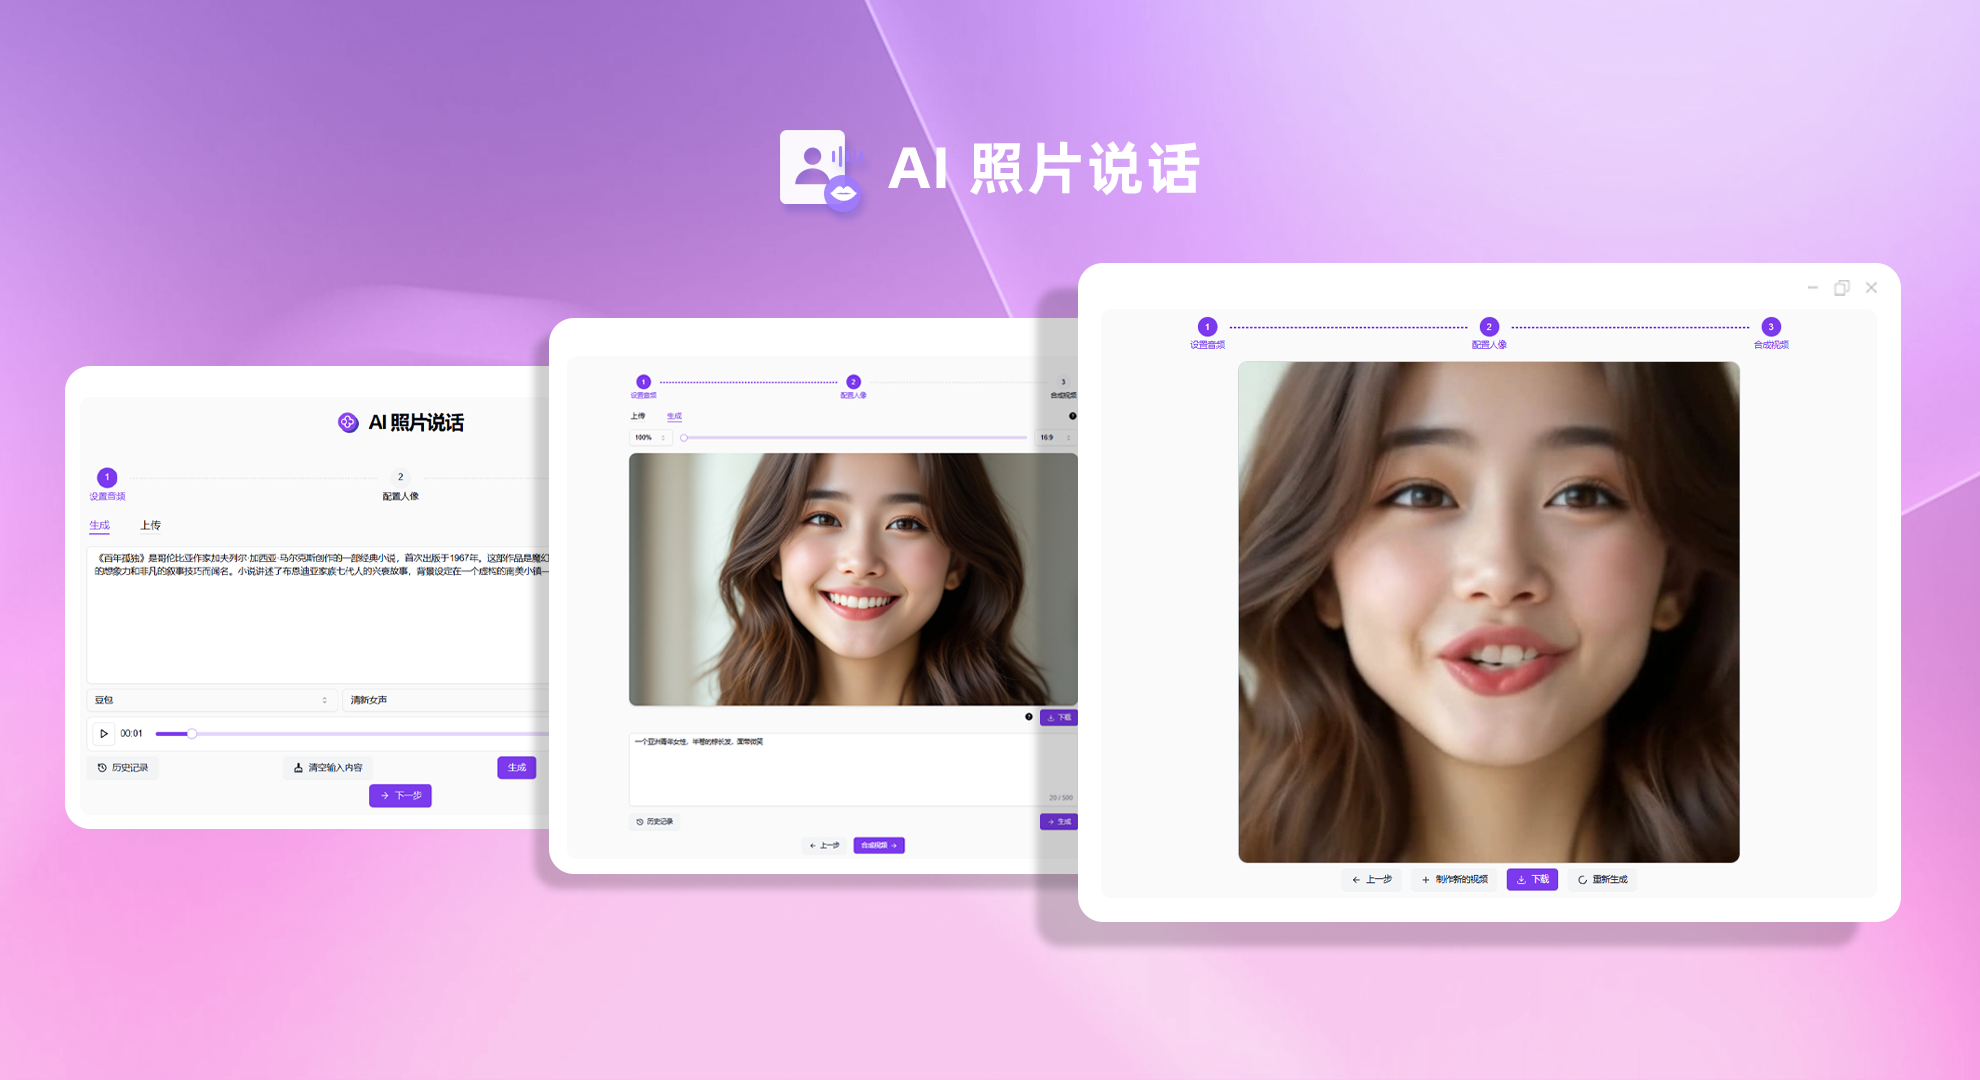 AI 照片说话
AI 照片说话
1
2
设置音频
配置人像
生成
上传
《百年孤独》是哥伦比亚作家加夫列尔·加西亚·马尔克斯创作的一部经典小说，首次出版于1967年。这部作品是魔幻
的想象力和非凡的叙事技巧而闻名。小说讲述了布恩迪亚家族七代人的兴衰故事，背景设定在一个虚构的南美小镇—
豆包
清新女声
00:01
历史记录
清空输入内容
生成
下一步
1
2
3
设置音频
配置人像
合成视频
上传
生成
100%
16:9
下载
一个亚洲青年女性，半卷的棕长发，面带微笑
20 / 500
历史记录
生成
上一步
合成视频
1
2
3
设置音频
配置人像
合成视频
上一步
制作新的视频
下载
重新生成